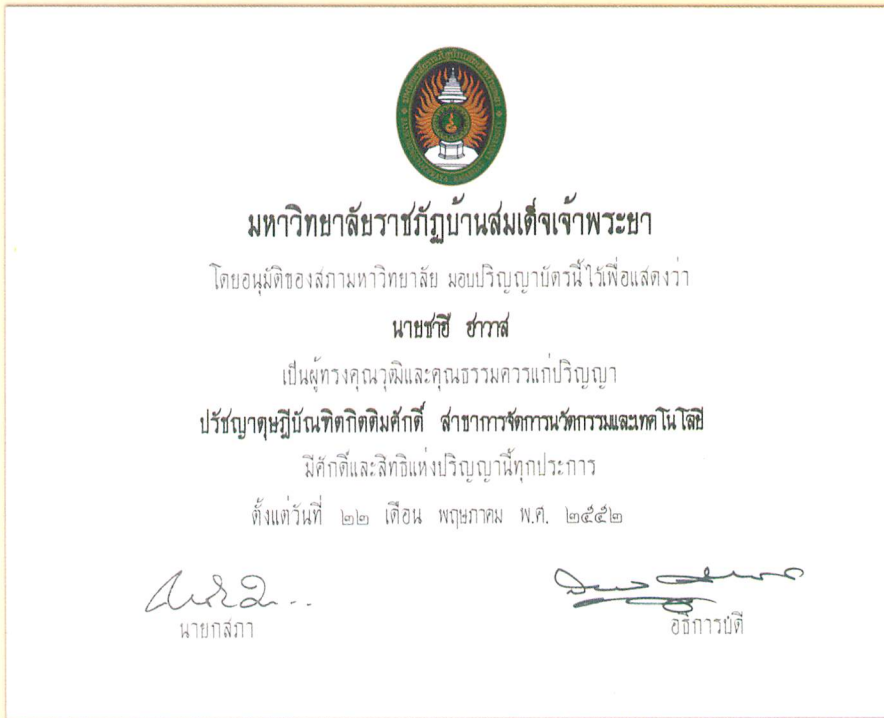 มหาวิทยาลัยราชภัฏบ้านสมเด็จเจ้าพระยา
โดยอนุมัติของสภามหาวิทยาลัย มอบปริญญาบัตรนี้ไว้เพื่อแสดงว่า
นายซาฮี ฮาวาส
เป็นผู้ทรงคุณวุฒิและคุณธรรมควรแก่ปริญญา
ปรัชญาดุษฎีบัณฑิตกิตติมศักดิ์ สาขาการจัดการนวัตกรรมและเทคโนโลยี
มีศักดิ์และสิทธิแห่งปริญญานี้ทุกประการ
ตั้งแต่วันที่ ๒๒ เดือน พฤษภาคม พ.ศ. ๒๕๕๒
นายกสภา
อธิการบดี